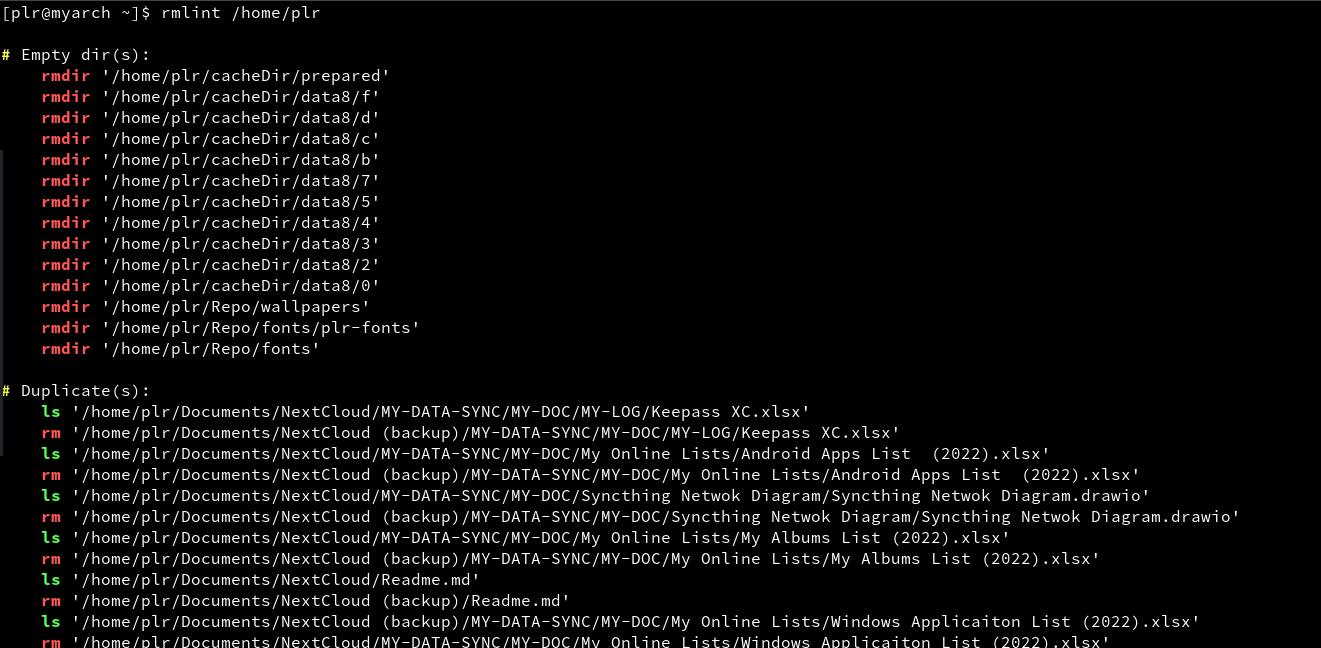 [plr@myarch ~]$ rmlint /home/plr
# Empty dir(s):
rmdir '/home/plr/cacheDir/prepared'
rmdir '/home/plr/cacheDir/data8/f'
rmdir '/home/plr/cacheDir/data8/d'
rmdir '/home/plr/cacheDir/data8/c'
rmdir '/home/plr/cacheDir/data8/b'
rmdir '/home/plr/cacheDir/data8/7'
rmdir '/home/plr/cacheDir/data8/5'
rmdir '/home/plr/cacheDir/data8/4'
rmdir '/home/plr/cacheDir/data8/3'
rmdir '/home/plr/cacheDir/data8/2'
rmdir '/home/plr/cacheDir/data8/0'
rmdir '/home/plr/Repo/wallpapers'
rmdir '/home/plr/Repo/fonts/plr-fonts'
rmdir '/home/plr/Repo/fonts'
# Duplicate(s):
ls '/home/plr/Documents/NextCloud/MY-DATA-SYNC/MY-DOC/MY-LOG/Keepass XC.xlsx'
rm '/home/plr/Documents/NextCloud (backup)/MY-DATA-SYNC/MY-DOC/MY-LOG/Keepass XC.xlsx'
ls '/home/plr/Documents/NextCloud/MY-DATA-SYNC/MY-DOC/My Online Lists/Android Apps List  (2022).xlsx'
rm '/home/plr/Documents/NextCloud (backup)/MY-DATA-SYNC/MY-DOC/My Online Lists/Android Apps List  (2022).xlsx'
ls '/home/plr/Documents/NextCloud/MY-DATA-SYNC/MY-DOC/Syncthing Netwok Diagram/Syncthing Netwok Diagram.drawio'
rm '/home/plr/Documents/NextCloud (backup)/MY-DATA-SYNC/MY-DOC/Syncthing Netwok Diagram/Syncthing Netwok Diagram.drawio'
ls '/home/plr/Documents/NextCloud/MY-DATA-SYNC/MY-DOC/My Online Lists/My Albums List (2022).xlsx'
rm '/home/plr/Documents/NextCloud (backup)/MY-DATA-SYNC/MY-DOC/My Online Lists/My Albums List (2022).xlsx'
ls '/home/plr/Documents/NextCloud/Readme.md'
rm '/home/plr/Documents/NextCloud (backup)/Readme.md'
ls '/home/plr/Documents/NextCloud (backup)/MY-DATA-SYNC/MY-DOC/My Online Lists/Windows Applicaiton List (2022).xlsx'
rm '/home/plr/Documents/NextCloud/MY-DATA-SYNC/MY-DOC/My Online Lists/Windows Applicaiton List (2022).xlsx'